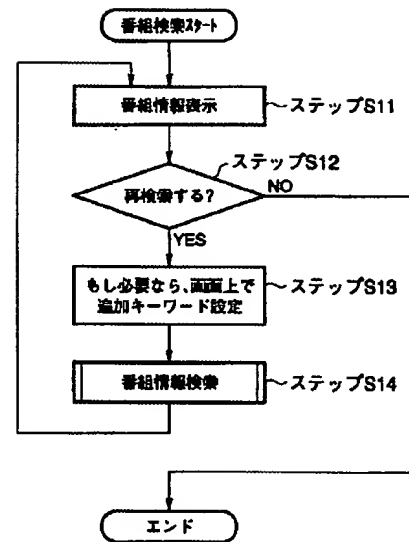 番組検索スタート
番組情報表示
ステップS11
ステップS12
再検索する?
NO
YES
もし必要なら、画面上で
追加キーワード設定
ステップS13
番組情報検索
ステップS14
エンド